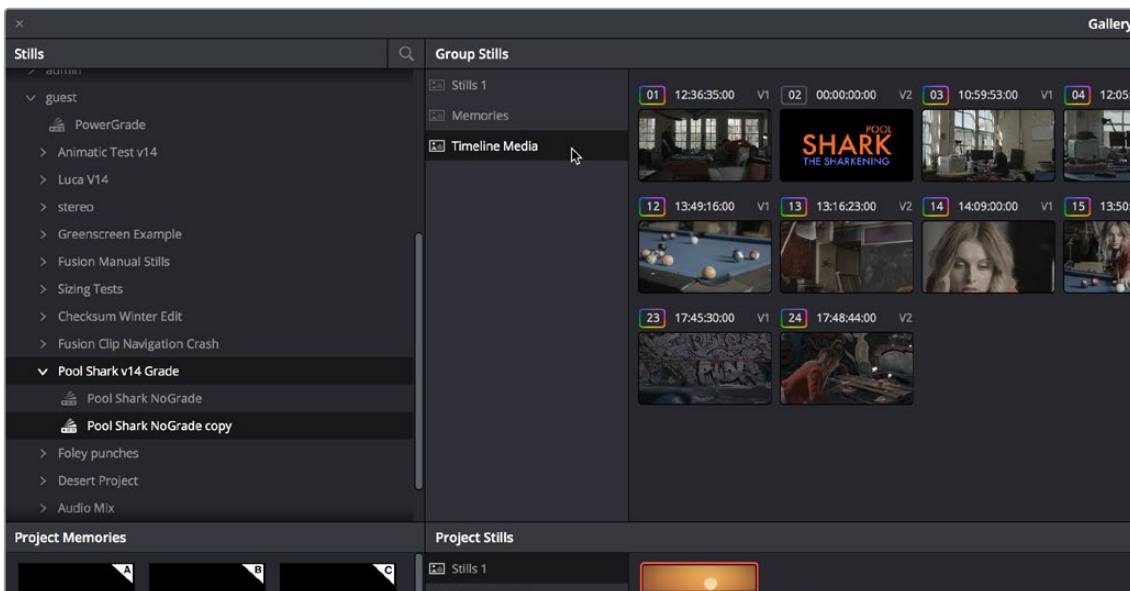 Gallery
Stills
Group Stills
admin
guest
PowerGrade
Animatic Test v14
Luca V14
stereo
Greenscreen Example
Fusion Manual Stills
Sizing Tests
Checksum Winter Edit
Fusion Clip Navigation Crash
Pool Shark v14 Grade
Pool Shark NoGrade
Pool Shark NoGrade copy
Foley punches
Desert Project
Audio Mix
Stills 1
Memories
Timeline Media
01 12:36:35:00 V1 02 00:00:00:00 V2 03 10:59:53:00 V1 04 12:05:
POOL
SHARK
THE SHARKENING
12 13:49:16:00 V1 13 13:16:23:00 V2 14 14:09:00:00 V1 15 13:50:
23 17:45:30:00 V1 24 17:48:44:00 V2
Project Memories
A B C
Project Stills
Stills 1